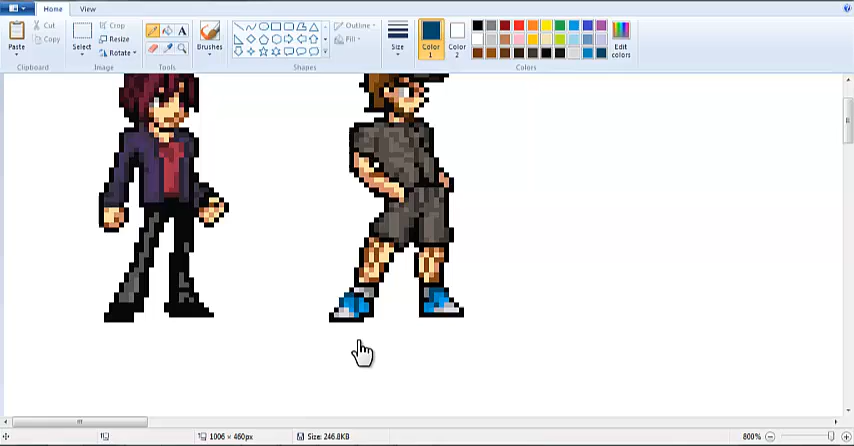 Home View
Cut
Copy
Paste
Clipboard
Crop
Resize
Rotate
Select
Image
A
Tools
Brushes
Outline
Fill
Shapes
Size
Color 1
Color 2
Edit colors
Colors
1006 × 460px
Size: 246.8KB
800%